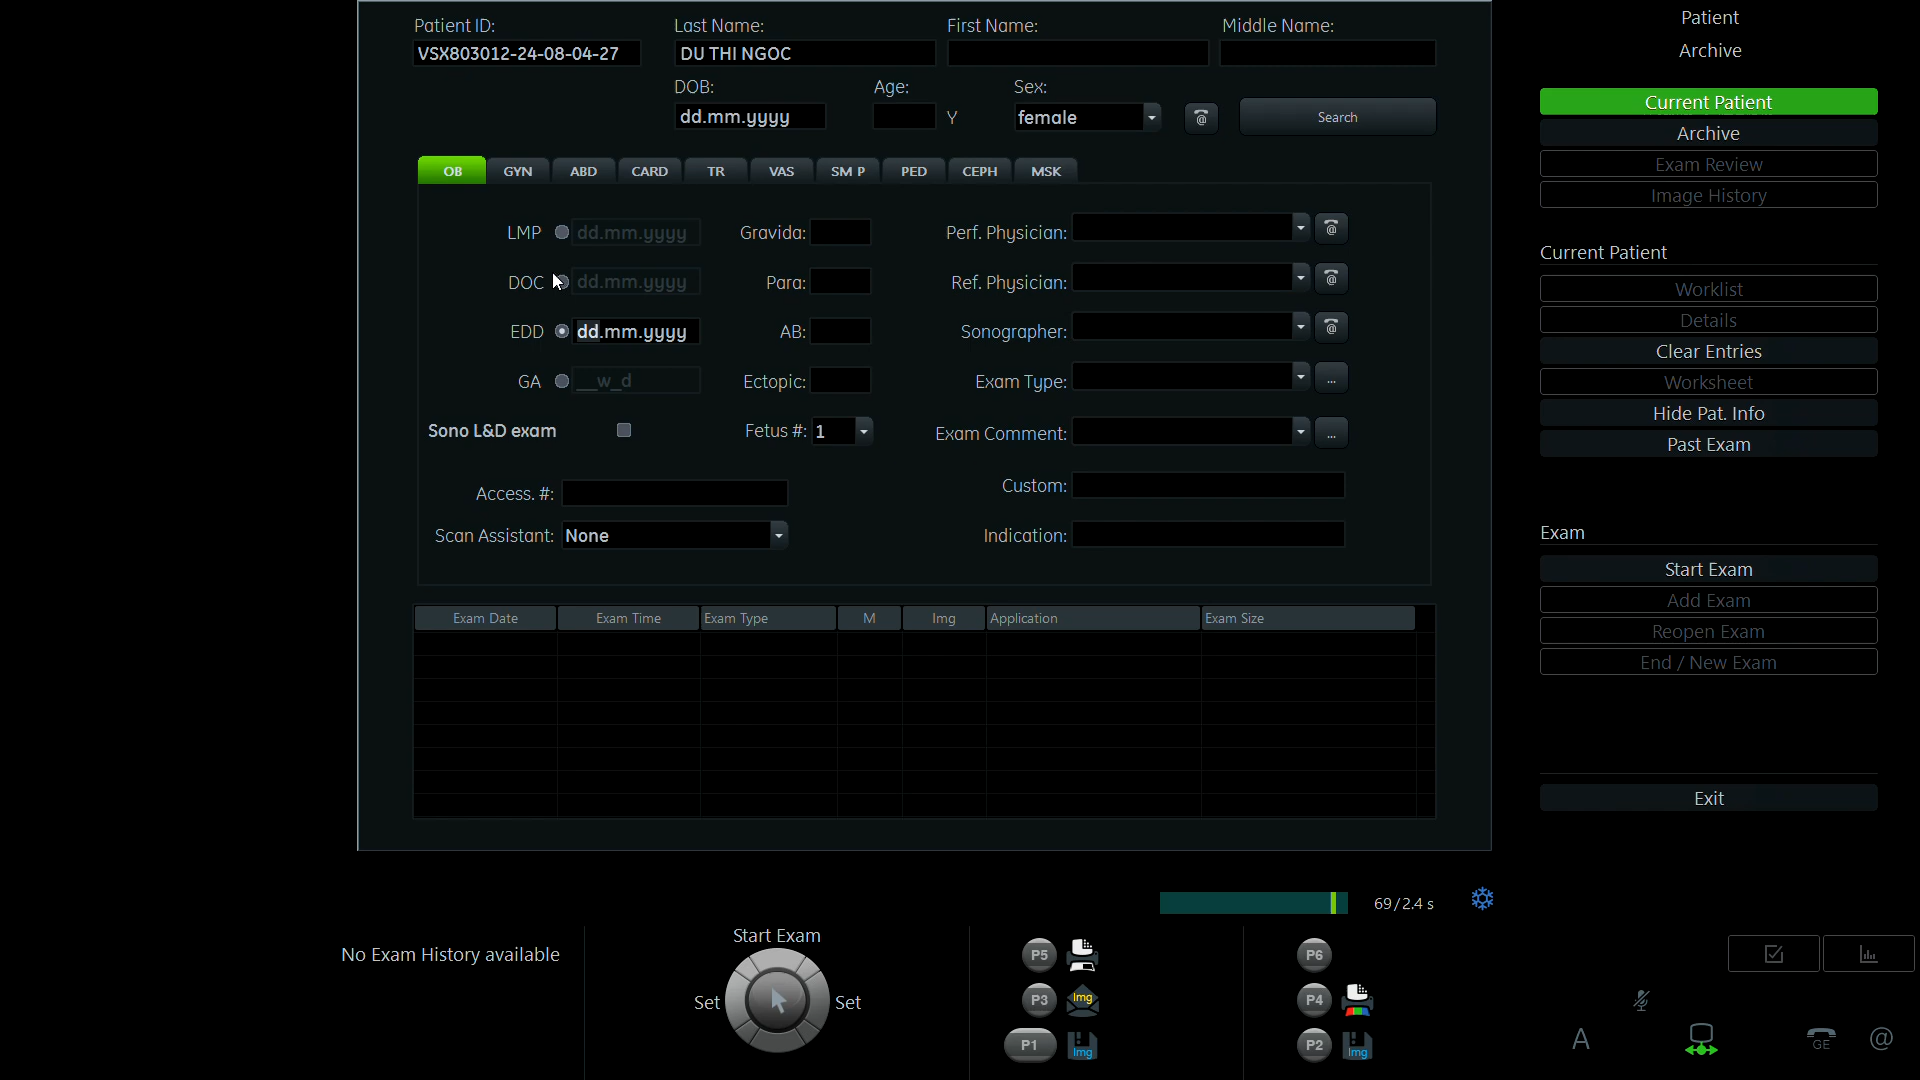 Patient ID: Last Name: First Name: Middle Name:
VSX803012-24-08-04-27 DU THI NGOC
DOB: Age: Sex:
dd.mm.yyyy Y female @ Search
OB GYN ABD CARD TR VAS SM P PED CEPH MSK
LMP dd.mm.yyyy Gravida: Perf. Physician: @
DOC dd.mm.yyyy Para: Ref. Physician: @
EDD dd.mm.yyyy AB: Sonographer: @
GA __w_d Ectopic: Exam Type: ...
Sono L&D exam Fetus #: 1 Exam Comment: ...
Access. #: Custom:
Scan Assistant: None Indication:
Exam Date Exam Time Exam Type M Img Application Exam Size
69/2.4 s
No Exam History available
Start Exam
Set Set
P5
P3 Img
P1 Img
P6
P4
P2 Img
Patient
Archive
Current Patient
Archive
Exam Review
Image History
Current Patient
Worklist
Details
Clear Entries
Worksheet
Hide Pat. Info
Past Exam
Exam
Start Exam
Add Exam
Reopen Exam
End / New Exam
Exit
A GE @